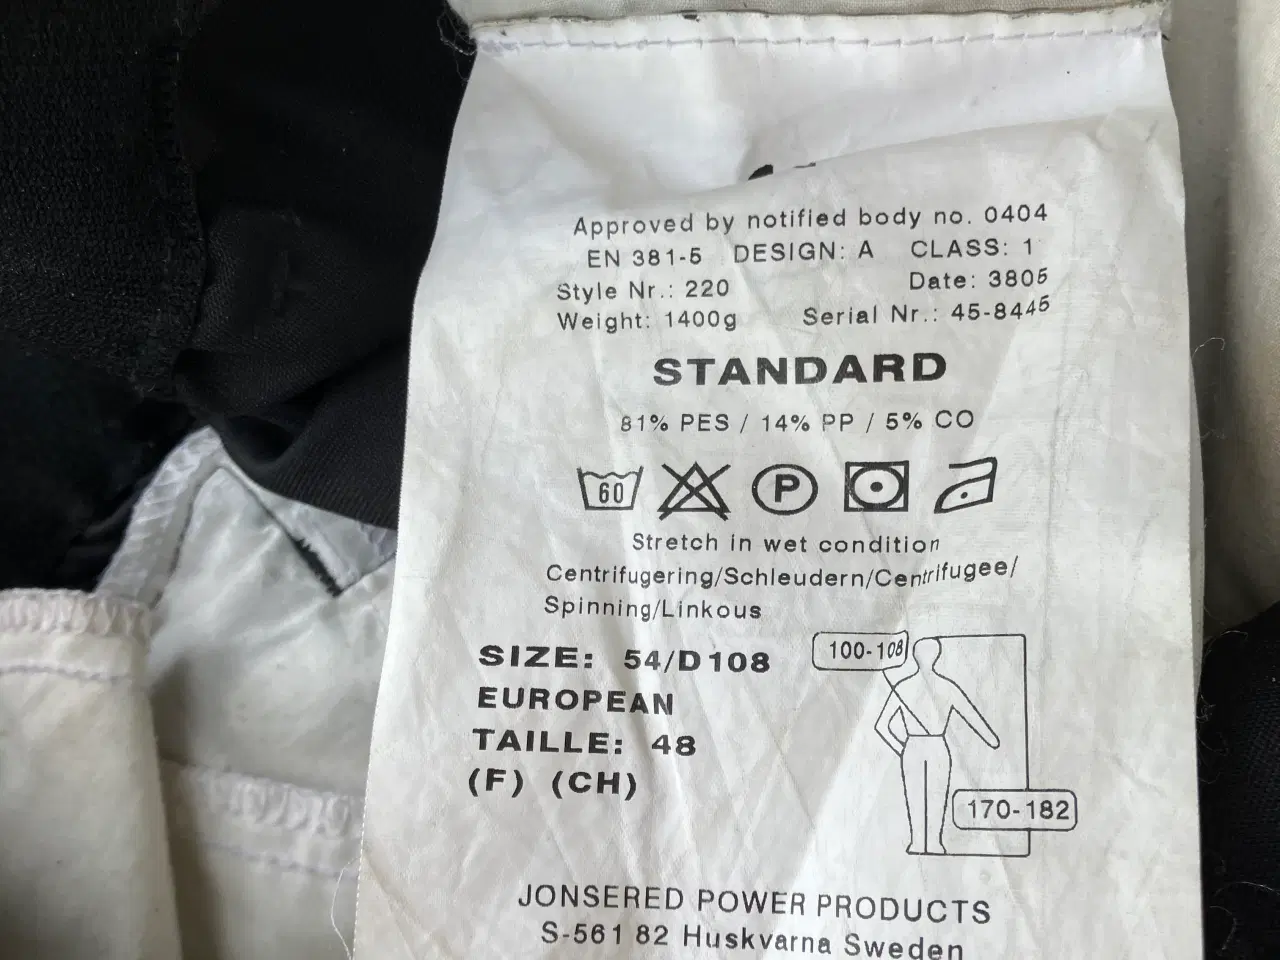 Approved by notified body no. 0404
EN 381-5 DESIGN: A CLASS: 1
Style Nr.: 220 Date: 3805
Weight: 1400g Serial Nr.: 45-8445
STANDARD
81% PES / 14% PP / 5% CO
60 P
Stretch in wet condition
Centrifugering/Schleudern/Centrifugee/
Spinning/Linkous
SIZE: 54/D108
EUROPEAN
TAILLE: 48
(F) (CH)
100-108
170-182
JONSERED POWER PRODUCTS
S-561 82 Huskvarna Sweden